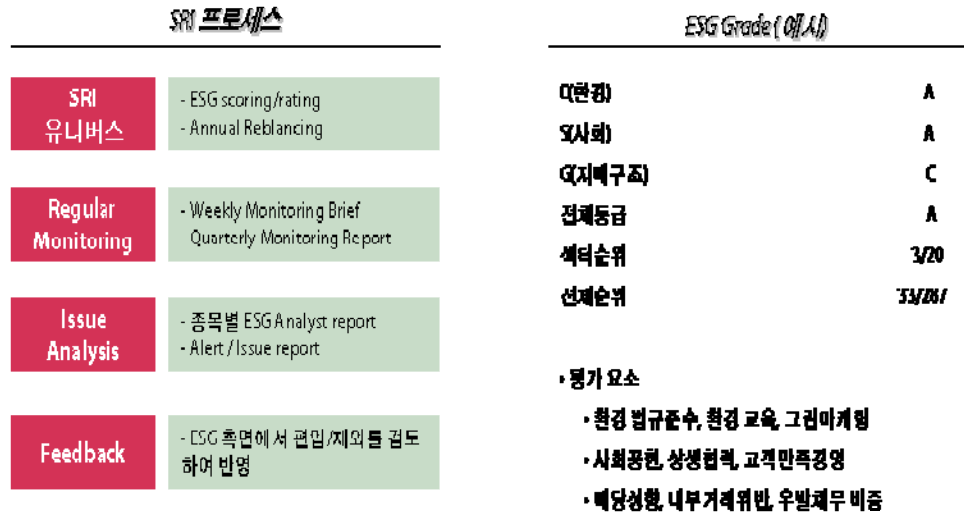 SRI 프로세스
SRI
유니버스
- ESG scoring/rating
- Annual Reblancing
Regular
Monitoring
- Weekly Monitoring Brief
Quarterly Monitoring Report
Issue
Analysis
- 종목별 ESG Analyst report
- Alert / Issue report
Feedback
- ESG 측면에서 편입/제외를 검토
하여 반영
ESG Grade ( 예시)
(환경) A
S(사회) A
G(지배구조) C
전체등급 A
섹터순위 3/20
전체순위
• 평가 요소
• 환경 법규준수, 환경 교육, 그린마케팅
• 사회공헌, 상생협력, 고객만족경영
• 배당성향, 내부거래위반, 우발채무 비중